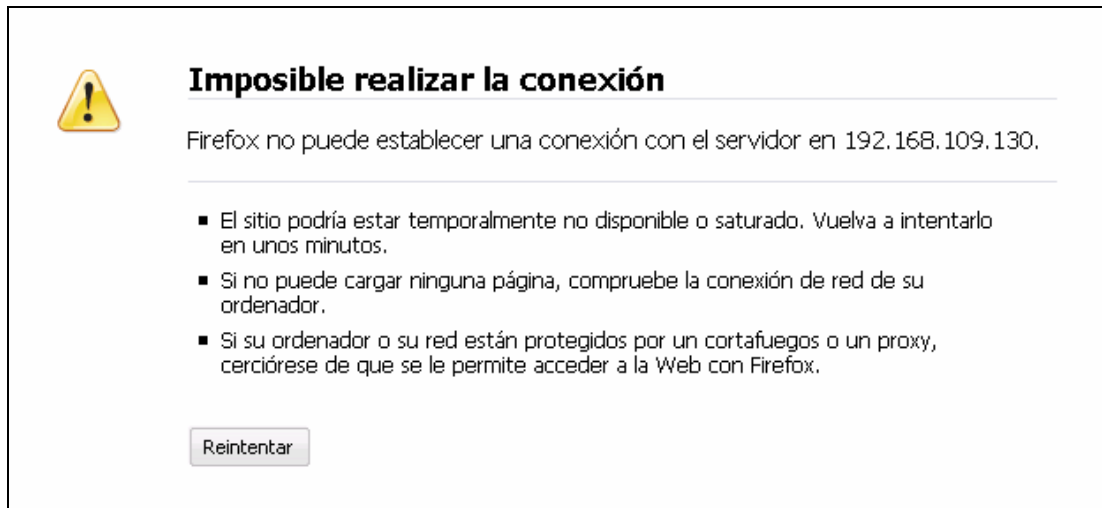 Imposible realizar la conexión
Firefox no puede establecer una conexión con el servidor en 192.168.109.130.
El sitio podría estar temporalmente no disponible o saturado. Vuelva a intentarlo
en unos minutos.
Si no puede cargar ninguna página, compruebe la conexión de red de su
ordenador.
Si su ordenador o su red están protegidos por un cortafuegos o un proxy,
cerciórese de que se le permite acceder a la Web con Firefox.
Reintentar